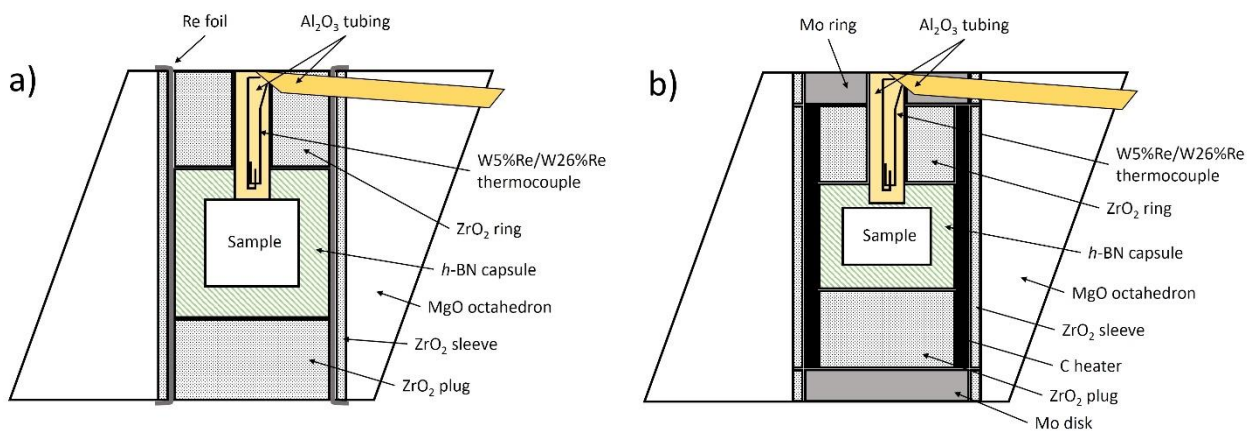 a)
Re foil
Al₂O₃ tubing
W5%Re/W26%Re
thermocouple
ZrO₂ ring
Sample
h-BN capsule
MgO octahedron
ZrO₂ sleeve
ZrO₂ plug
b)
Mo ring
Al₂O₃ tubing
W5%Re/W26%Re
thermocouple
ZrO₂ ring
Sample
h-BN capsule
MgO octahedron
ZrO₂ sleeve
C heater
ZrO₂ plug
Mo disk